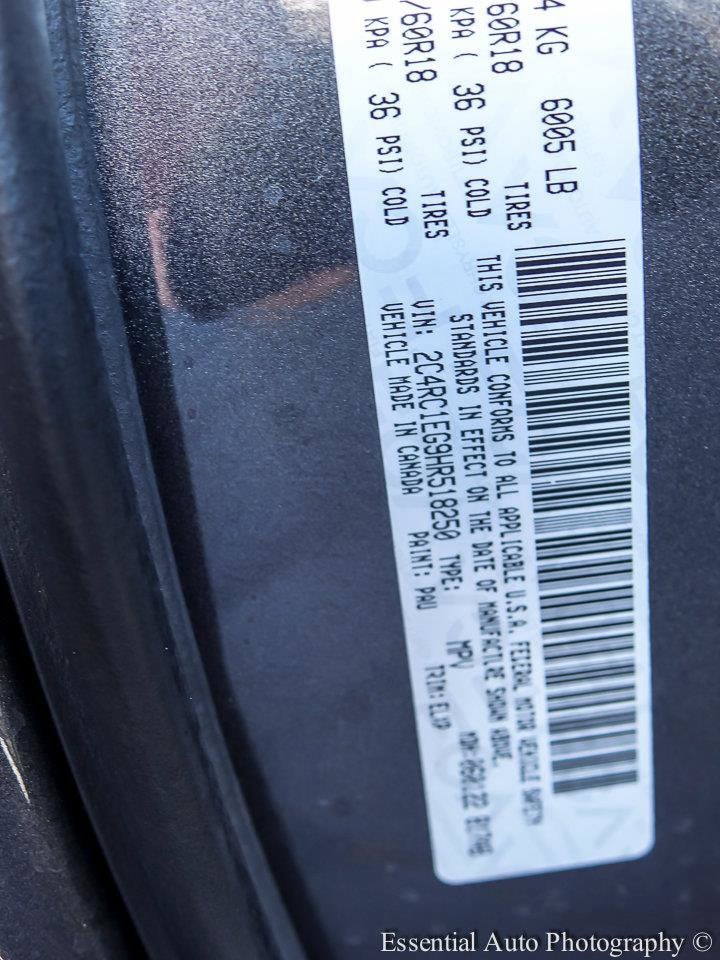 4 KG   6005 LB
60R18   TIRES
KPA ( 36 PSI) COLD
/60R18   TIRES
KPA ( 36 PSI) COLD
THIS VEHICLE CONFORMS TO ALL APPLICABLE U.S.A. FEDERAL MOTOR VEHICLE SAFETY
STANDARDS IN EFFECT ON THE DATE OF MANUFACTURE SHOWN ABOVE.
VIN: 2C4RC1EG9HR518250 TYPE: MPV
VEHICLE MADE IN CANADA   PAINT: PAU
Essential Auto Photography ©